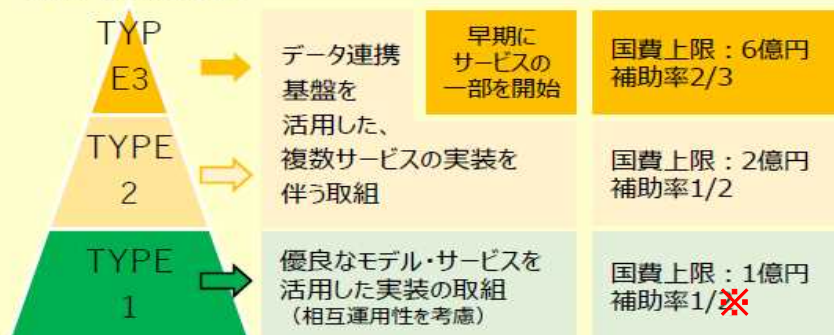 TYP
E3
データ連携
基盤を
活用した、
複数サービスの実装を
伴う取組
早期に
サービスの
一部を開始
国費上限：6億円
補助率2/3
TYPE
2
国費上限：2億円
補助率1/2
TYPE
1
優良なモデル・サービスを
活用した実装の取組
（相互運用性を考慮）
国費上限：1億円
補助率1/※